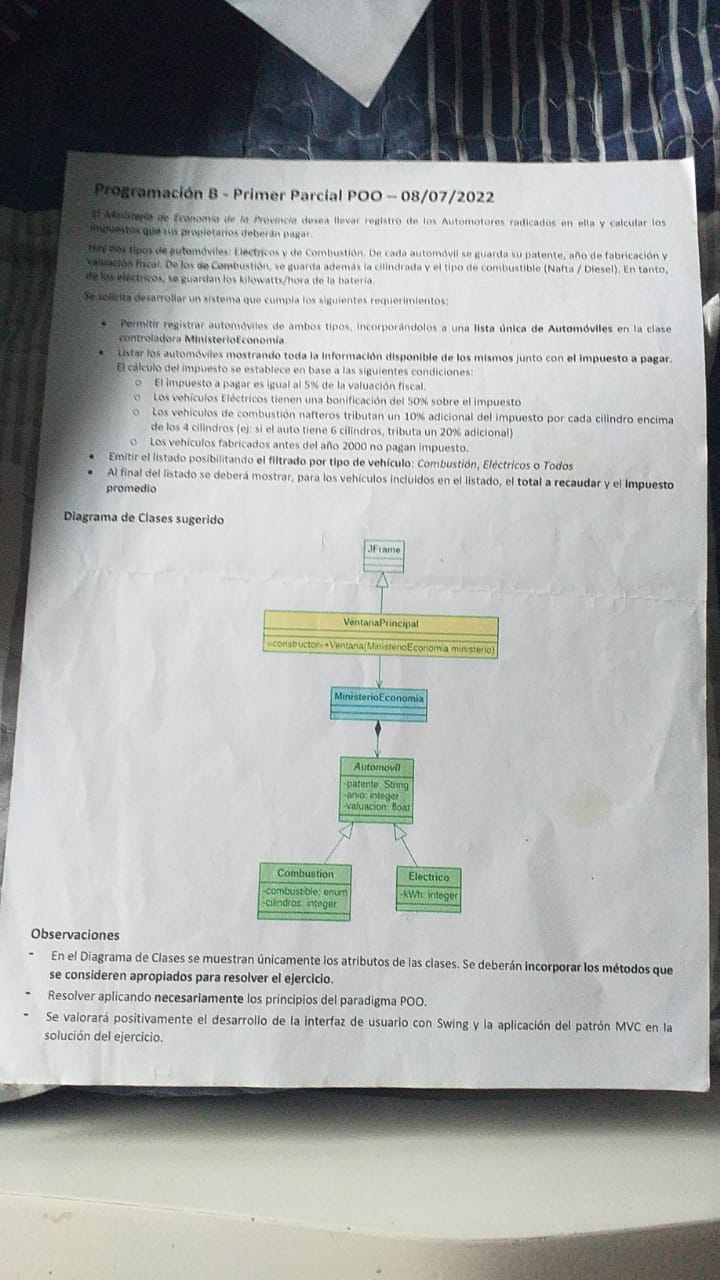 Programación B - Primer Parcial POO – 08/07/2022
El Ministerio de Economía de la Provincia desea llevar registro de los Automotores radicados en ella y calcular los
impuestos que sus propietarios deberán pagar.
Hay dos tipos de automóviles: Eléctricos y de Combustión. De cada automóvil se guarda su patente, año de fabricación y
valuación fiscal. De los de Combustión, se guarda además la cilindrada y el tipo de combustible (Nafta / Diesel). En tanto,
de los eléctricos, se guardan los kilowatts/hora de la batería.
Se solicita desarrollar un sistema que cumpla los siguientes requerimientos:
• Permitir registrar automóviles de ambos tipos, incorporándolos a una lista única de Automóviles en la clase
controladora MinisterioEconomía.
• Listar los automóviles mostrando toda la información disponible de los mismos junto con el impuesto a pagar.
El cálculo del impuesto se establece en base a las siguientes condiciones:
o El impuesto a pagar es igual al 5% de la valuación fiscal.
o Los vehículos Eléctricos tienen una bonificación del 50% sobre el impuesto
o Los vehículos de combustión nafteros tributan un 10% adicional del impuesto por cada cilindro encima
de los 4 cilindros (ej: si el auto tiene 6 cilindros, tributa un 20% adicional)
o Los vehículos fabricados antes del año 2000 no pagan impuesto.
• Emitir el listado posibilitando el filtrado por tipo de vehículo: Combustión, Eléctricos o Todos
• Al final del listado se deberá mostrar, para los vehículos incluidos en el listado, el total a recaudar y el impuesto
promedio
Diagrama de Clases sugerido
JFrame
VentanaPrincipal
«constructor»+Ventana(MinisterioEconomia ministerio)
MinisterioEconomia
Automovil
-patente: String
-anio: integer
-valuacion: float
Combustion
-combustible: enum
-cilindros: integer
Electrico
-kWh: integer
Observaciones
- En el Diagrama de Clases se muestran únicamente los atributos de las clases. Se deberán incorporar los métodos que
se consideren apropiados para resolver el ejercicio.
- Resolver aplicando necesariamente los principios del paradigma POO.
- Se valorará positivamente el desarrollo de la interfaz de usuario con Swing y la aplicación del patrón MVC en la
solución del ejercicio.